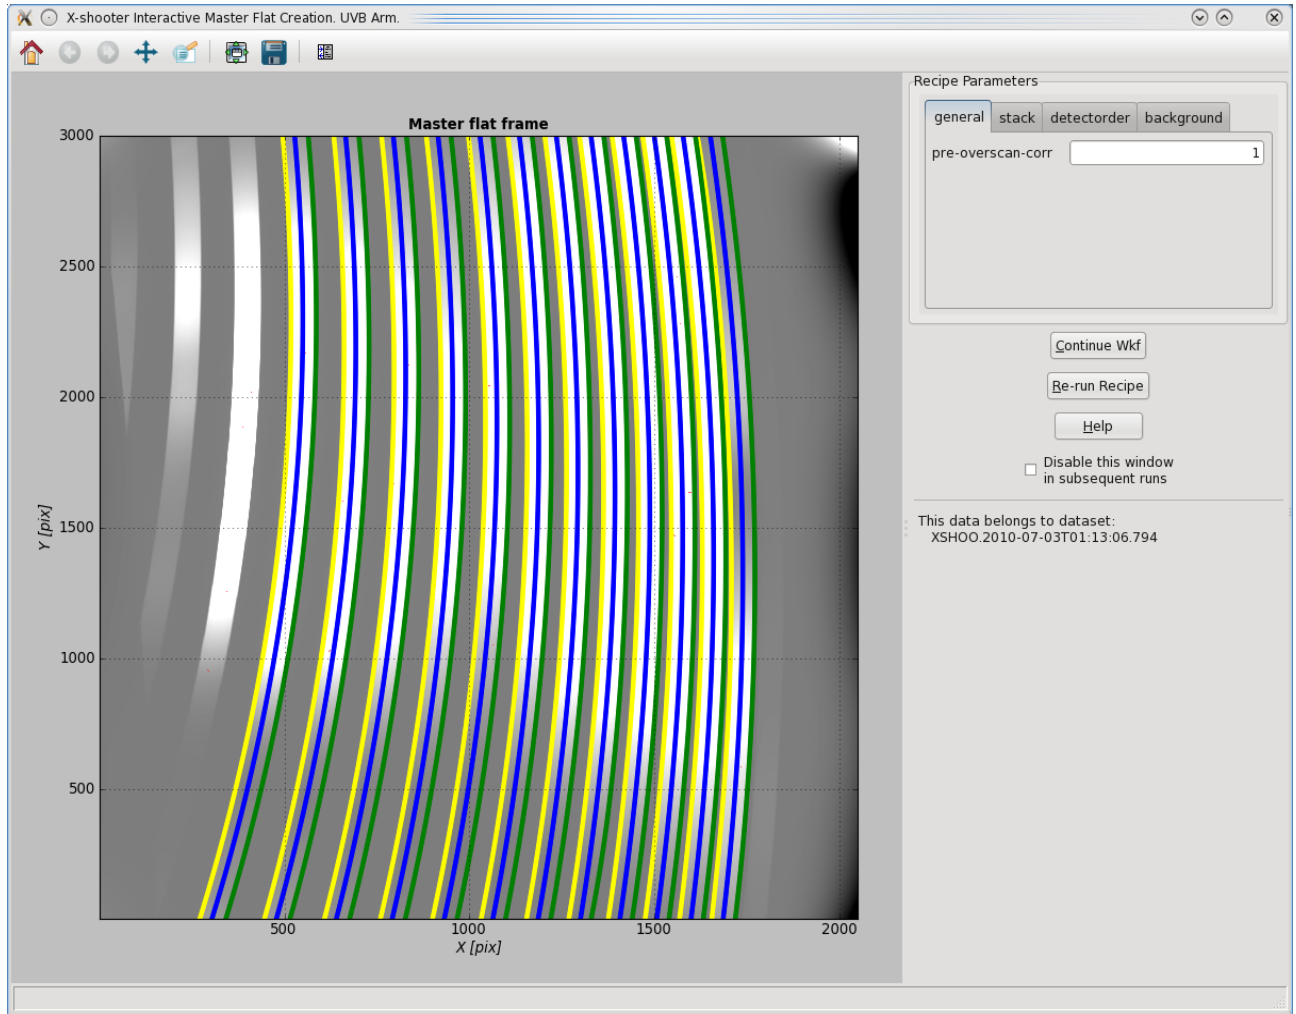 X-shooter Interactive Master Flat Creation. UVB Arm.
Recipe Parameters
general stack detectororder background
pre-overscan-corr 1
Master flat frame
3000
2500
2000
1500
1000
500
Y [pix]
500 1000 1500 2000
X [pix]
Continue Wkf
Re-run Recipe
Help
Disable this window
in subsequent runs
This data belongs to dataset:
XSHOO.2010-07-03T01:13:06.794